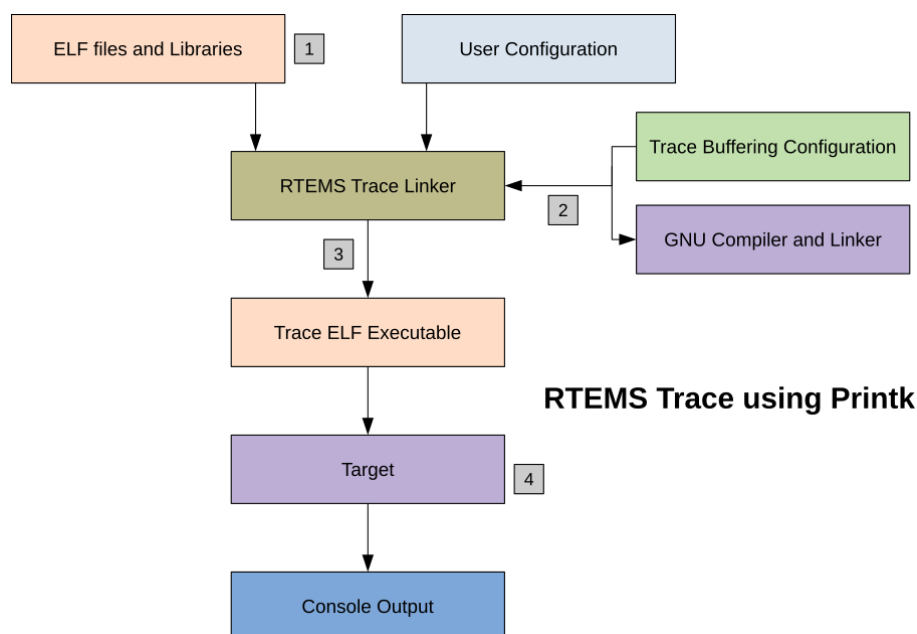 ELF files and Libraries
1
User Configuration
Trace Buffering Configuration
RTEMS Trace Linker
2
GNU Compiler and Linker
3
Trace ELF Executable
RTEMS Trace using Printk
Target
4
Console Output